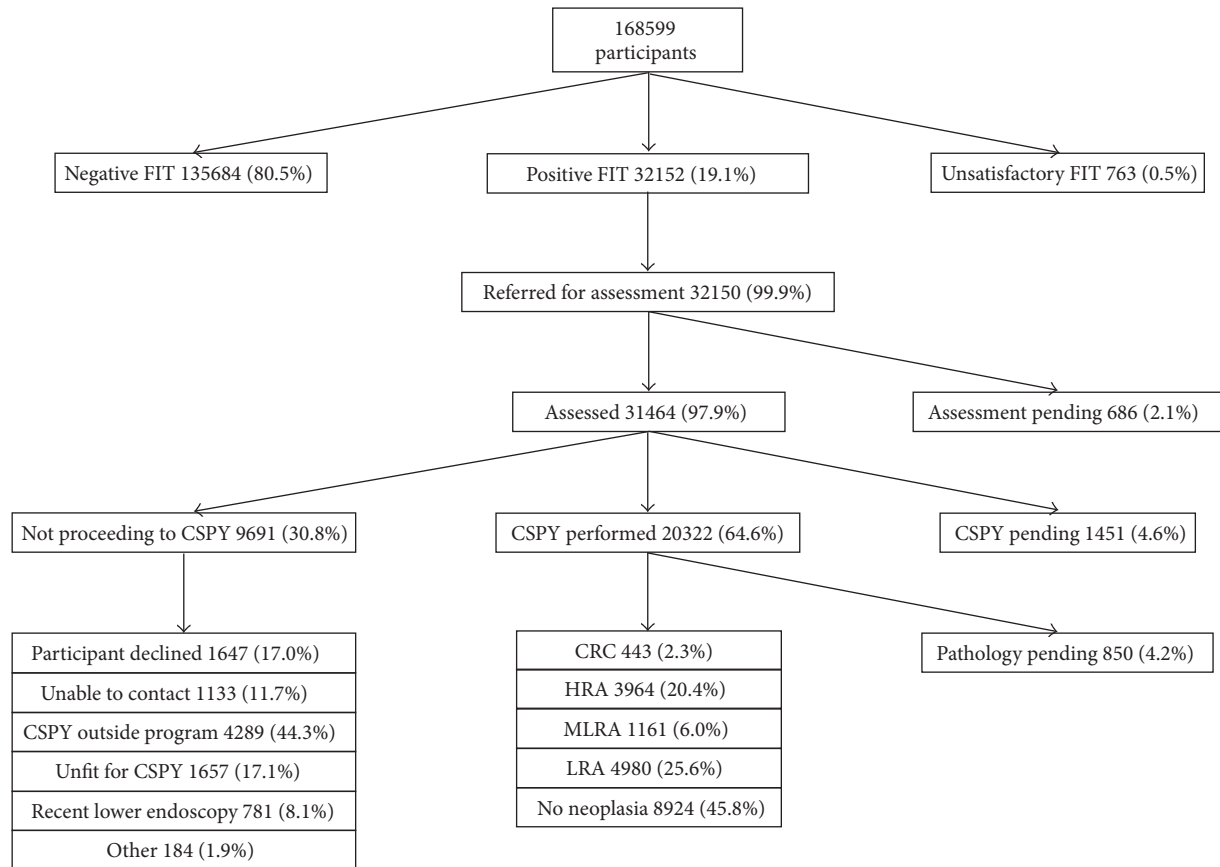 168599
participants
Negative FIT 135684 (80.5%)
Positive FIT 32152 (19.1%)
Unsatisfactory FIT 763 (0.5%)
Referred for assessment 32150 (99.9%)
Assessed 31464 (97.9%)
Assessment pending 686 (2.1%)
Not proceeding to CSPY 9691 (30.8%)
CSPY performed 20322 (64.6%)
CSPY pending 1451 (4.6%)
Participant declined 1647 (17.0%)
Unable to contact 1133 (11.7%)
CSPY outside program 4289 (44.3%)
Unfit for CSPY 1657 (17.1%)
Recent lower endoscopy 781 (8.1%)
Other 184 (1.9%)
CRC 443 (2.3%)
HRA 3964 (20.4%)
MLRA 1161 (6.0%)
LRA 4980 (25.6%)
No neoplasia 8924 (45.8%)
Pathology pending 850 (4.2%)